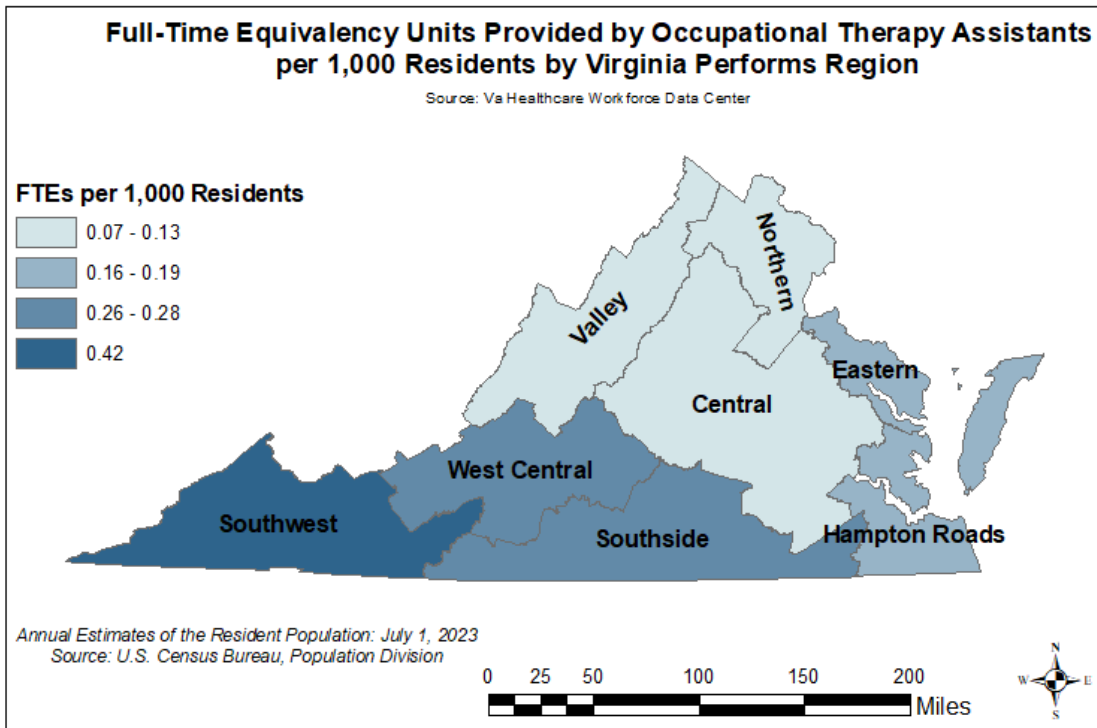 Full-Time Equivalency Units Provided by Occupational Therapy Assistants
per 1,000 Residents by Virginia Performs Region
Source: Va Healthcare Workforce Data Center
FTEs per 1,000 Residents
0.07 - 0.13
0.16 - 0.19
0.26 - 0.28
0.42
Northern
Valley
Eastern
Central
West Central
Southwest
Southside
Hampton Roads
Annual Estimates of the Resident Population: July 1, 2023
Source: U.S. Census Bureau, Population Division
0 25 50 100 150 200
Miles
N
W E
S